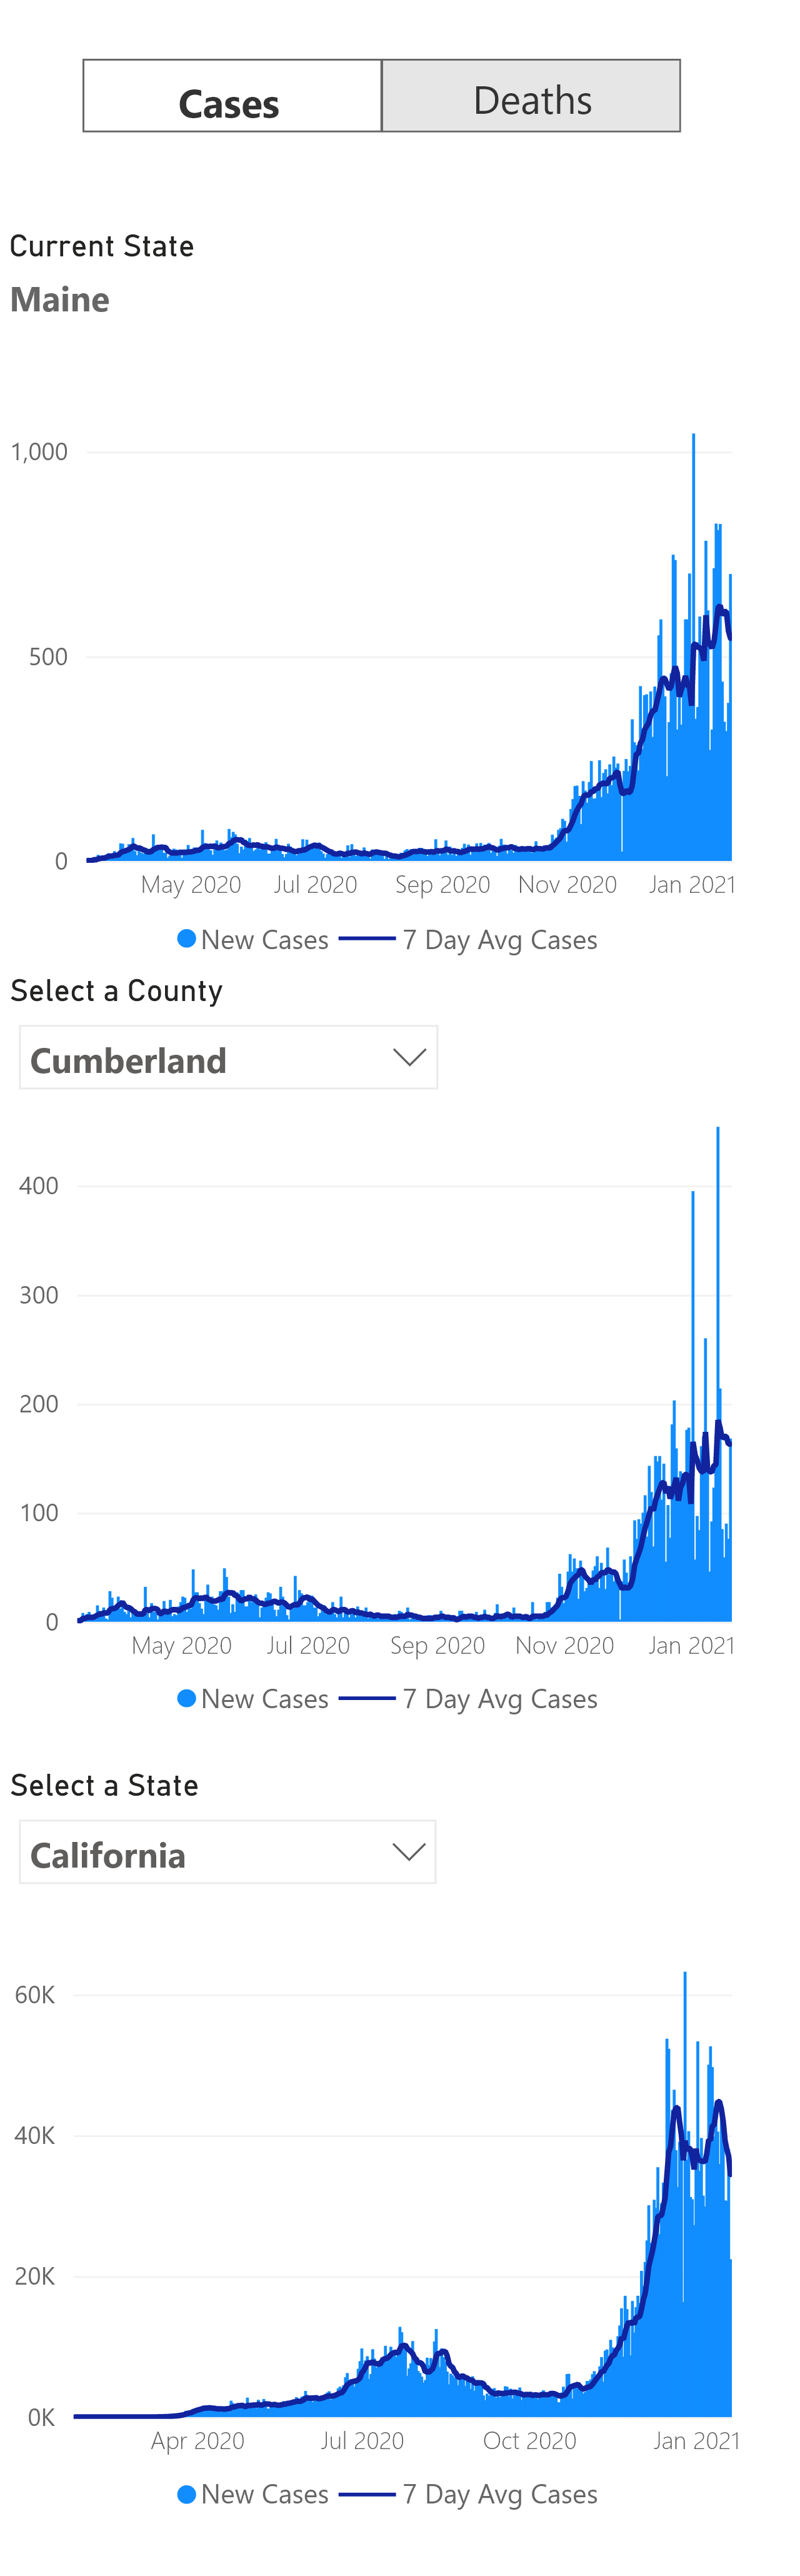 Cases Deaths
Current State
Maine
1,000
500
0
May 2020 Jul 2020 Sep 2020 Nov 2020 Jan 2021
New Cases 7 Day Avg Cases
Select a County
Cumberland
400
300
200
100
0
May 2020 Jul 2020 Sep 2020 Nov 2020 Jan 2021
New Cases 7 Day Avg Cases
Select a State
California
60K
40K
20K
0K
Apr 2020 Jul 2020 Oct 2020 Jan 2021
New Cases 7 Day Avg Cases